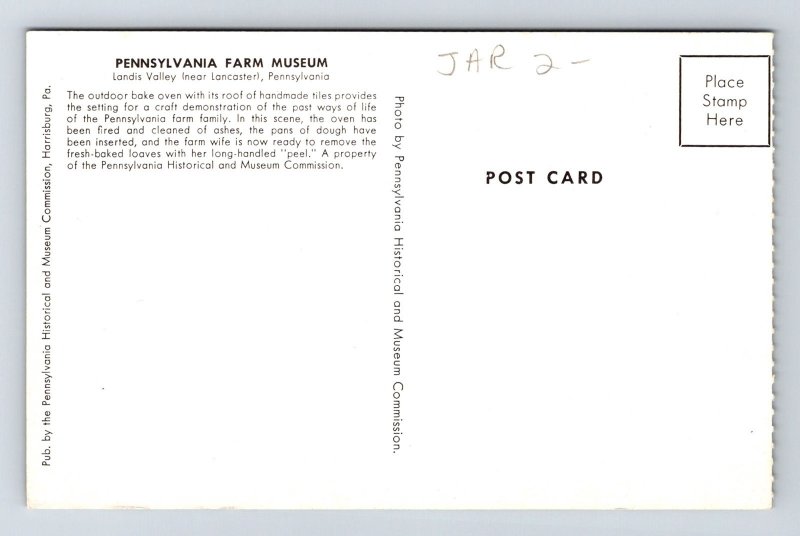 PENNSYLVANIA FARM MUSEUM
Landis Valley (near Lancaster), Pennsylvania
The outdoor bake oven with its roof of handmade tiles provides
the setting for a craft demonstration of the past ways of life
of the Pennsylvania farm family. In this scene, the oven has
been fired and cleaned of ashes, the pans of dough have
been inserted, and the farm wife is now ready to remove the
fresh-baked loaves with her long-handled "peel." A property
of the Pennsylvania Historical and Museum Commission.
Pub. by the Pennsylvania Historical and Museum Commission, Harrisburg, Pa.
Photo by Pennsylvania Historical and Museum Commission.
JAR 2-
Place
Stamp
Here
POST CARD